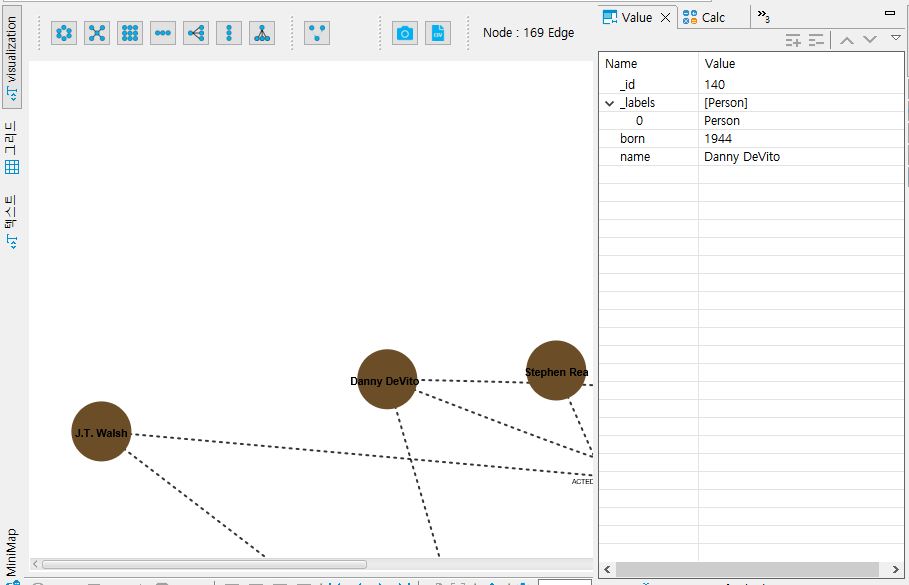 visualization
그리드
텍스트
MiniMap
CSV
Node : 169 Edge
Value
Calc
»3
Name Value
_id 140
_labels [Person]
0 Person
born 1944
name Danny DeVito
Stephen Rea
Danny DeVito
J.T. Walsh
ACTED